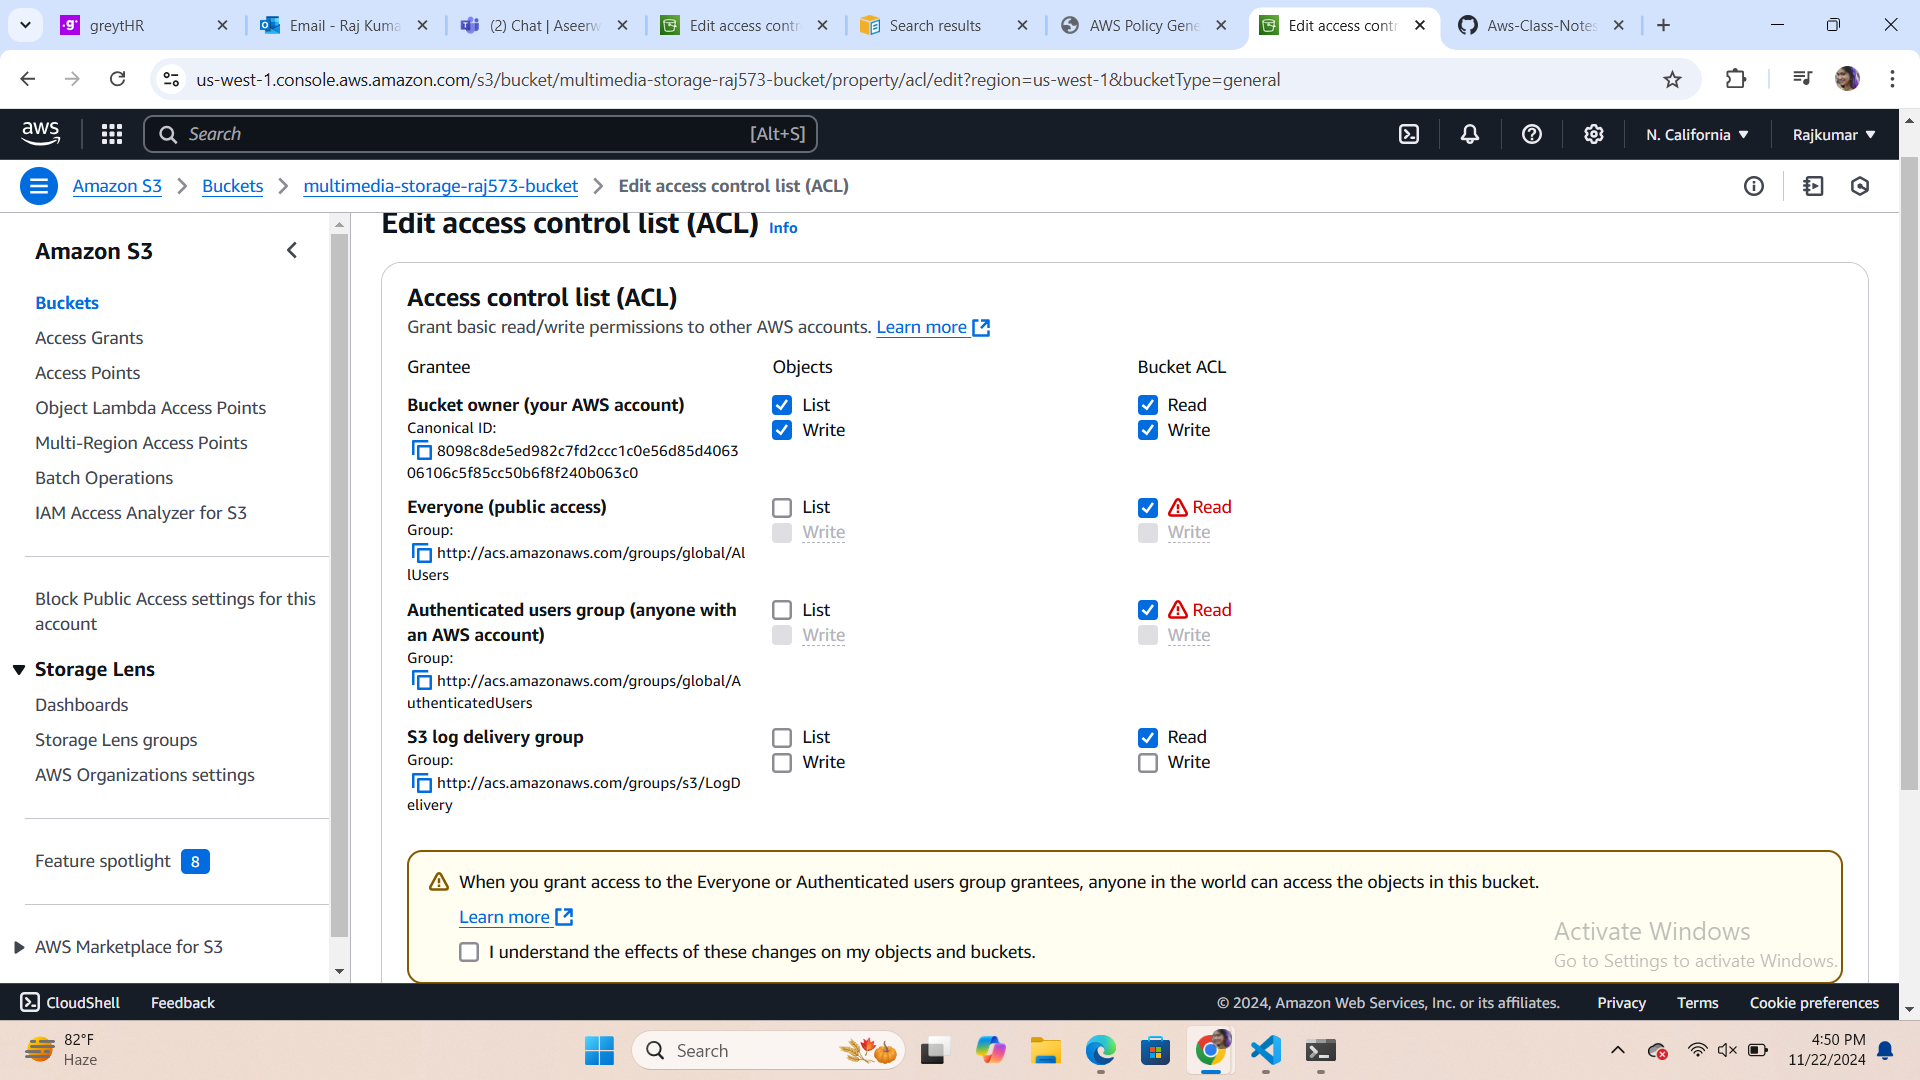 greytHR
Email - Raj Kuma
(2) Chat | Aseerw
Edit access contr
Search results
AWS Policy Gene
Edit access contr
Aws-Class-Notes
us-west-1.console.aws.amazon.com/s3/bucket/multimedia-storage-raj573-bucket/property/acl/edit?region=us-west-1&bucketType=general
aws
Search
[Alt+S]
N. California
Rajkumar
Amazon S3
Buckets
multimedia-storage-raj573-bucket
Edit access control list (ACL)
Amazon S3
Buckets
Access Grants
Access Points
Object Lambda Access Points
Multi-Region Access Points
Batch Operations
IAM Access Analyzer for S3
Block Public Access settings for this
account
Storage Lens
Dashboards
Storage Lens groups
AWS Organizations settings
Feature spotlight 8
AWS Marketplace for S3
Edit access control list (ACL) Info
Access control list (ACL)
Grant basic read/write permissions to other AWS accounts. Learn more
Grantee Objects Bucket ACL
Bucket owner (your AWS account)
Canonical ID:
8098c8de5ed982c7fd2ccc1c0e56d85d4063
06106c5f85cc50b6f8f240b063c0
List
Write
Read
Write
Everyone (public access)
Group:
http://acs.amazonaws.com/groups/global/Al
lUsers
List
Write
Read
Write
Authenticated users group (anyone with
an AWS account)
Group:
http://acs.amazonaws.com/groups/global/A
uthenticatedUsers
List
Write
Read
Write
S3 log delivery group
Group:
http://acs.amazonaws.com/groups/s3/LogD
elivery
List
Write
Read
Write
When you grant access to the Everyone or Authenticated users group grantees, anyone in the world can access the objects in this bucket.
Learn more
I understand the effects of these changes on my objects and buckets.
Activate Windows
Go to Settings to activate Windows.
CloudShell
Feedback
© 2024, Amazon Web Services, Inc. or its affiliates.
Privacy
Terms
Cookie preferences
82°F
Haze
Search
4:50 PM
11/22/2024